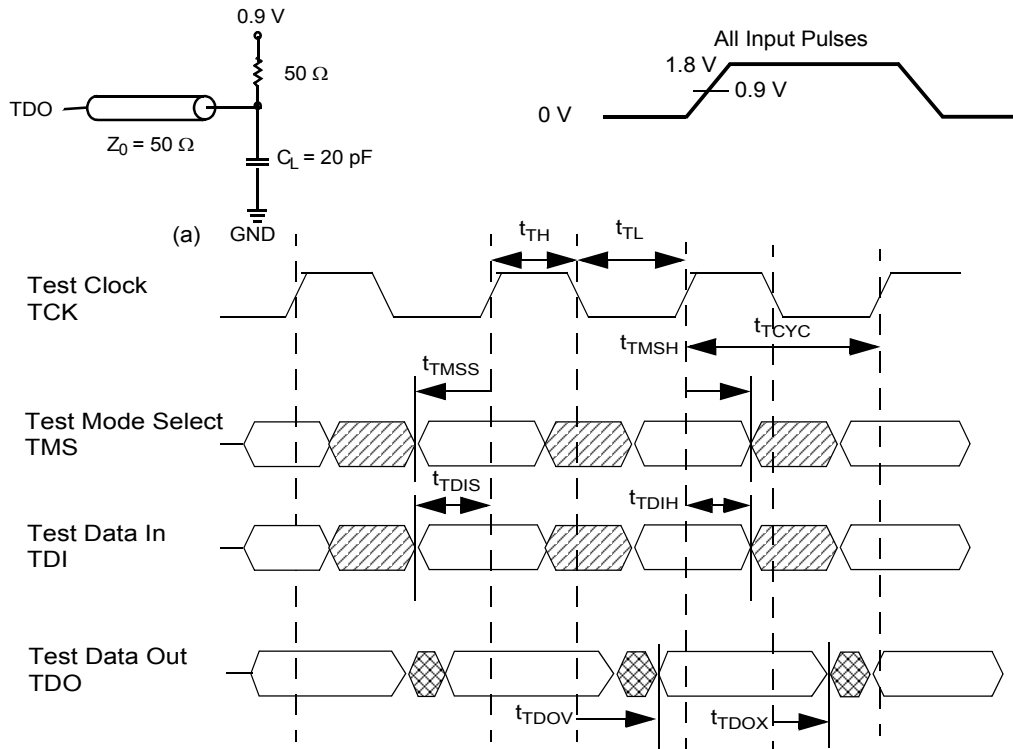 0.9 V
50 Ω
TDO
Z0 = 50 Ω
CL = 20 pF
(a) GND
All Input Pulses
1.8 V
0.9 V
0 V
tTH
tTL
Test Clock
TCK
tTCYC
tTMSH
tTMSS
Test Mode Select
TMS
tTDIS
tTDIH
Test Data In
TDI
Test Data Out
TDO
tTDOV
tTDOX